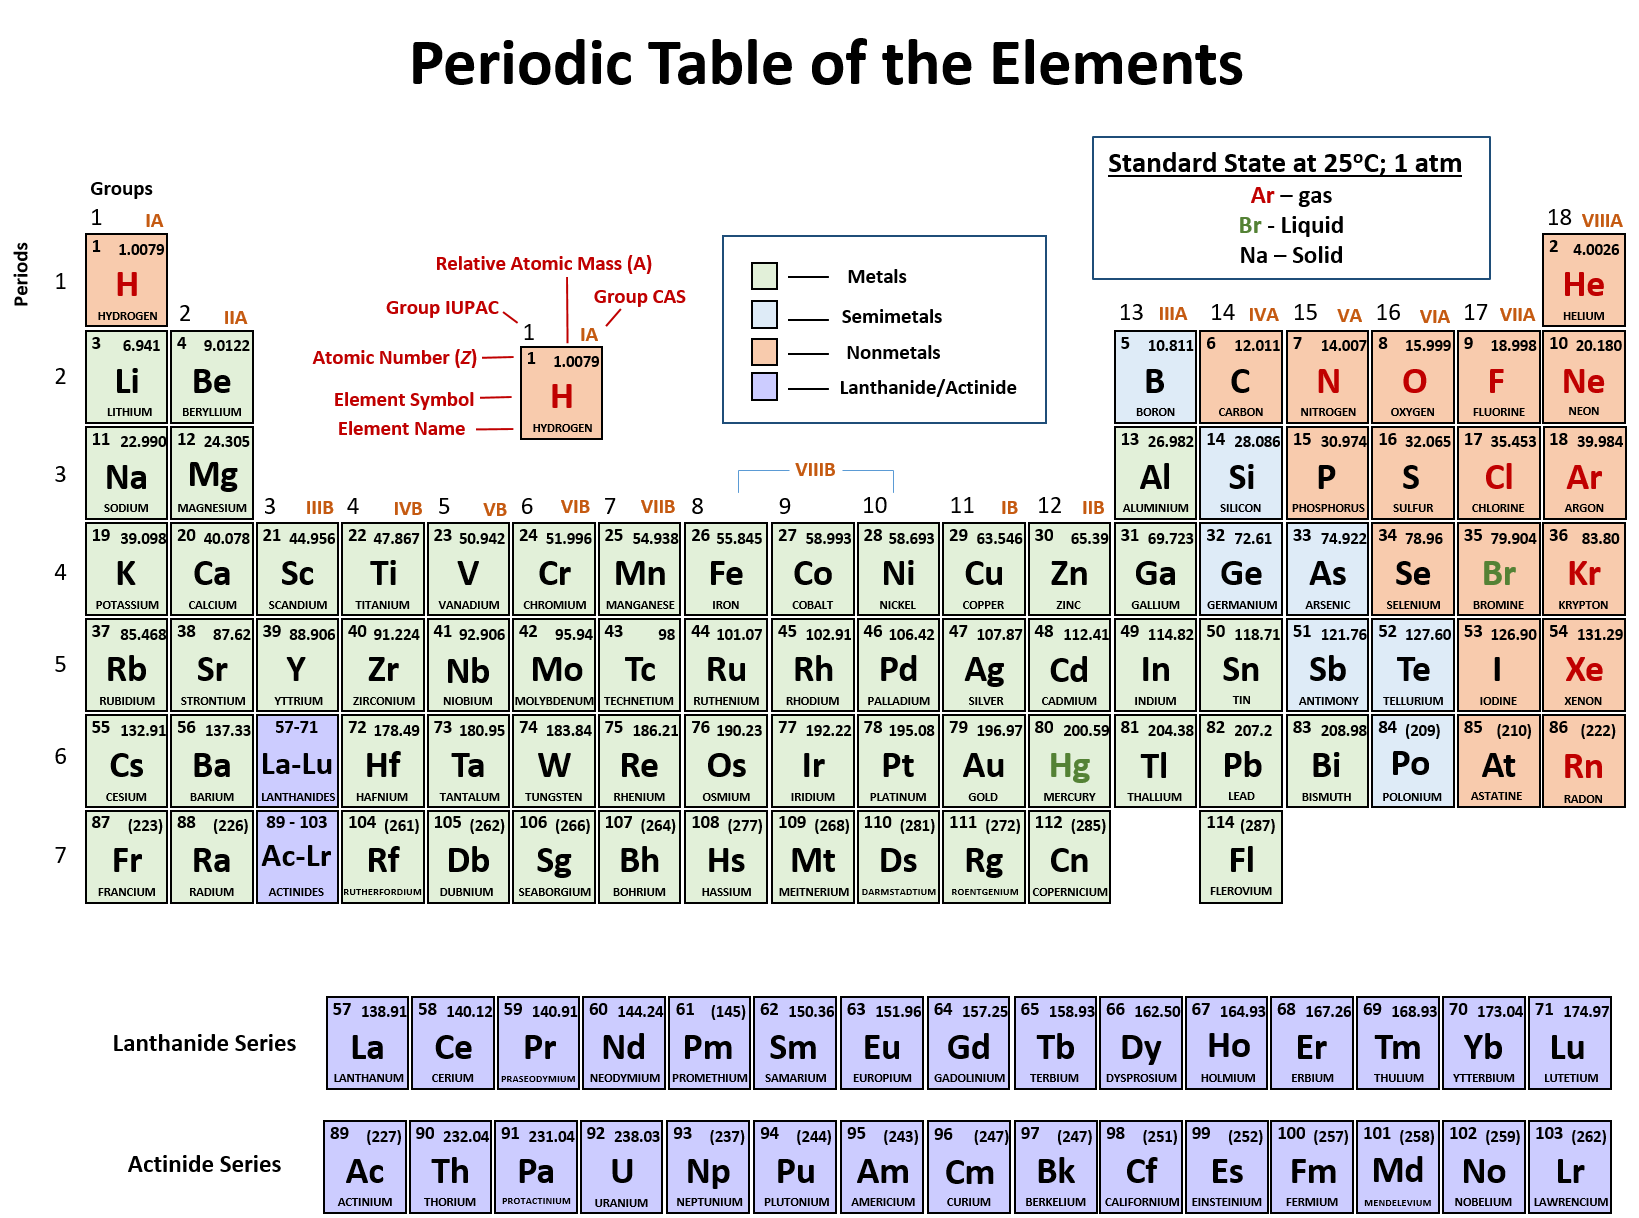 Periodic Table of the Elements
Standard State at 25°C; 1 atm
Ar – gas
Br - Liquid
Na – Solid
Groups
Periods
1 IA
18 VIIIA
1
1 1.0079
H
HYDROGEN
2 4.0026
He
HELIUM
Relative Atomic Mass (A)
Group IUPAC
Group CAS
1 IA
Atomic Number (Z)
1 1.0079
Element Symbol
H
Element Name
HYDROGEN
Metals
Semimetals
Nonmetals
Lanthanide/Actinide
2 IIA
13 IIIA 14 IVA 15 VA 16 VIA 17 VIIA
2
3 6.941 4 9.0122 5 10.811 6 12.011 7 14.007 8 15.999 9 18.998 10 20.180
Li Be B C N O F Ne
LITHIUM BERYLLIUM BORON CARBON NITROGEN OXYGEN FLUORINE NEON
3
11 22.990 12 24.305 13 26.982 14 28.086 15 30.974 16 32.065 17 35.453 18 39.984
Na Mg Al Si P S Cl Ar
SODIUM MAGNESIUM ALUMINIUM SILICON PHOSPHORUS SULFUR CHLORINE ARGON
VIIIB
3 IIIB 4 IVB 5 VB 6 VIB 7 VIIB 8 9 10 11 IB 12 IIB
4
19 39.098 20 40.078 21 44.956 22 47.867 23 50.942 24 51.996 25 54.938 26 55.845 27 58.993 28 58.693 29 63.546 30 65.39 31 69.723 32 72.61 33 74.922 34 78.96 35 79.904 36 83.80
K Ca Sc Ti V Cr Mn Fe Co Ni Cu Zn Ga Ge As Se Br Kr
POTASSIUM CALCIUM SCANDIUM TITANIUM VANADIUM CHROMIUM MANGANESE IRON COBALT NICKEL COPPER ZINC GALLIUM GERMANIUM ARSENIC SELENIUM BROMINE KRYPTON
5
37 85.468 38 87.62 39 88.906 40 91.224 41 92.906 42 95.94 43 98 44 101.07 45 102.91 46 106.42 47 107.87 48 112.41 49 114.82 50 118.71 51 121.76 52 127.60 53 126.90 54 131.29
Rb Sr Y Zr Nb Mo Tc Ru Rh Pd Ag Cd In Sn Sb Te I Xe
RUBIDIUM STRONTIUM YTTRIUM ZIRCONIUM NIOBIUM MOLYBDENUM TECHNETIUM RUTHENIUM RHODIUM PALLADIUM SILVER CADMIUM INDIUM TIN ANTIMONY TELLURIUM IODINE XENON
6
55 132.91 56 137.33 57-71 72 178.49 73 180.95 74 183.84 75 186.21 76 190.23 77 192.22 78 195.08 79 196.97 80 200.59 81 204.38 82 207.2 83 208.98 84 (209) 85 (210) 86 (222)
Cs Ba La-Lu Hf Ta W Re Os Ir Pt Au Hg Tl Pb Bi Po At Rn
CESIUM BARIUM LANTHANIDES HAFNIUM TANTALUM TUNGSTEN RHENIUM OSMIUM IRIDIUM PLATINUM GOLD MERCURY THALLIUM LEAD BISMUTH POLONIUM ASTATINE RADON
7
87 (223) 88 (226) 89 - 103 104 (261) 105 (262) 106 (266) 107 (264) 108 (277) 109 (268) 110 (281) 111 (272) 112 (285) 114 (287)
Fr Ra Ac-Lr Rf Db Sg Bh Hs Mt Ds Rg Cn Fl
FRANCIUM RADIUM ACTINIDES RUTHERFORDIUM DUBNIUM SEABORGIUM BOHRIUM HASSIUM MEITNERIUM DARMSTADTIUM ROENTGENIUM COPERNICIUM FLEROVIUM
Lanthanide Series
57 138.91 58 140.12 59 140.91 60 144.24 61 (145) 62 150.36 63 151.96 64 157.25 65 158.93 66 162.50 67 164.93 68 167.26 69 168.93 70 173.04 71 174.97
La Ce Pr Nd Pm Sm Eu Gd Tb Dy Ho Er Tm Yb Lu
LANTHANUM CERIUM PRASEODYMIUM NEODYMIUM PROMETHIUM SAMARIUM EUROPIUM GADOLINIUM TERBIUM DYSPROSIUM HOLMIUM ERBIUM THULIUM YTTERBIUM LUTETIUM
Actinide Series
89 (227) 90 232.04 91 231.04 92 238.03 93 (237) 94 (244) 95 (243) 96 (247) 97 (247) 98 (251) 99 (252) 100 (257) 101 (258) 102 (259) 103 (262)
Ac Th Pa U Np Pu Am Cm Bk Cf Es Fm Md No Lr
ACTINIUM THORIUM PROTACTINIUM URANIUM NEPTUNIUM PLUTONIUM AMERICIUM CURIUM BERKELIUM CALIFORNIUM EINSTEINIUM FERMIUM MENDELEVIUM NOBELIUM LAWRENCIUM